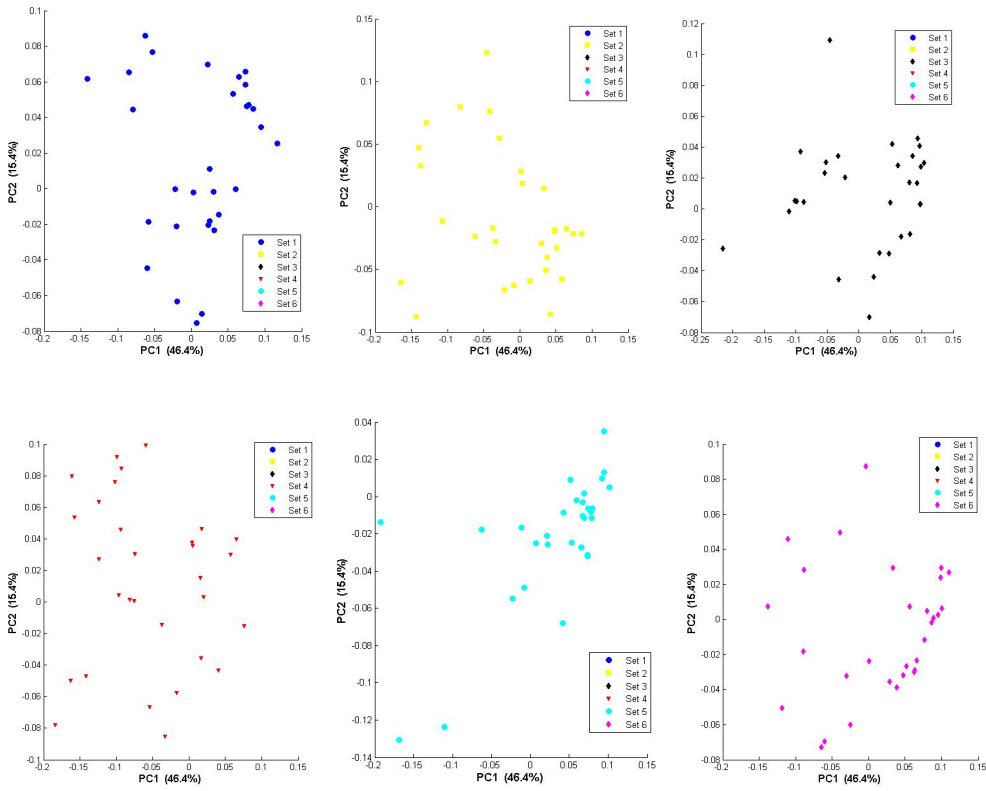 0.1
0.08
0.06
0.04
0.02
0
-0.02
-0.04
-0.06
-0.08
-0.2 -0.15 -0.1 -0.05 0 0.05 0.1 0.15
PC2 (15.4%)
PC1 (46.4%)
Set 1
Set 2
Set 3
Set 4
Set 5
Set 6
0.15
0.1
0.05
0
-0.05
-0.1
-0.2 -0.15 -0.1 -0.05 0 0.05 0.1 0.15
PC2 (15.4%)
PC1 (46.4%)
Set 1
Set 2
Set 3
Set 4
Set 5
Set 6
0.12
0.1
0.08
0.06
0.04
0.02
0
-0.02
-0.04
-0.06
-0.08
-0.25 -0.2 -0.15 -0.1 -0.05 0 0.05 0.1 0.15
PC2 (15.4%)
PC1 (46.4%)
Set 1
Set 2
Set 3
Set 4
Set 5
Set 6
0.1
0.08
0.06
0.04
0.02
0
-0.02
-0.04
-0.06
-0.08
-0.1
-0.2 -0.15 -0.1 -0.05 0 0.05 0.1 0.15
PC2 (15.4%)
PC1 (46.4%)
Set 1
Set 2
Set 3
Set 4
Set 5
Set 6
0.04
0.02
0
-0.02
-0.04
-0.06
-0.08
-0.1
-0.12
-0.14
-0.2 -0.15 -0.1 -0.05 0 0.05 0.1 0.15
PC2 (15.4%)
PC1 (46.4%)
Set 1
Set 2
Set 3
Set 4
Set 5
Set 6
0.1
0.08
0.06
0.04
0.02
0
-0.02
-0.04
-0.06
-0.08
-0.2 -0.15 -0.1 -0.05 0 0.05 0.1 0.15
PC2 (15.4%)
PC1 (46.4%)
Set 1
Set 2
Set 3
Set 4
Set 5
Set 6